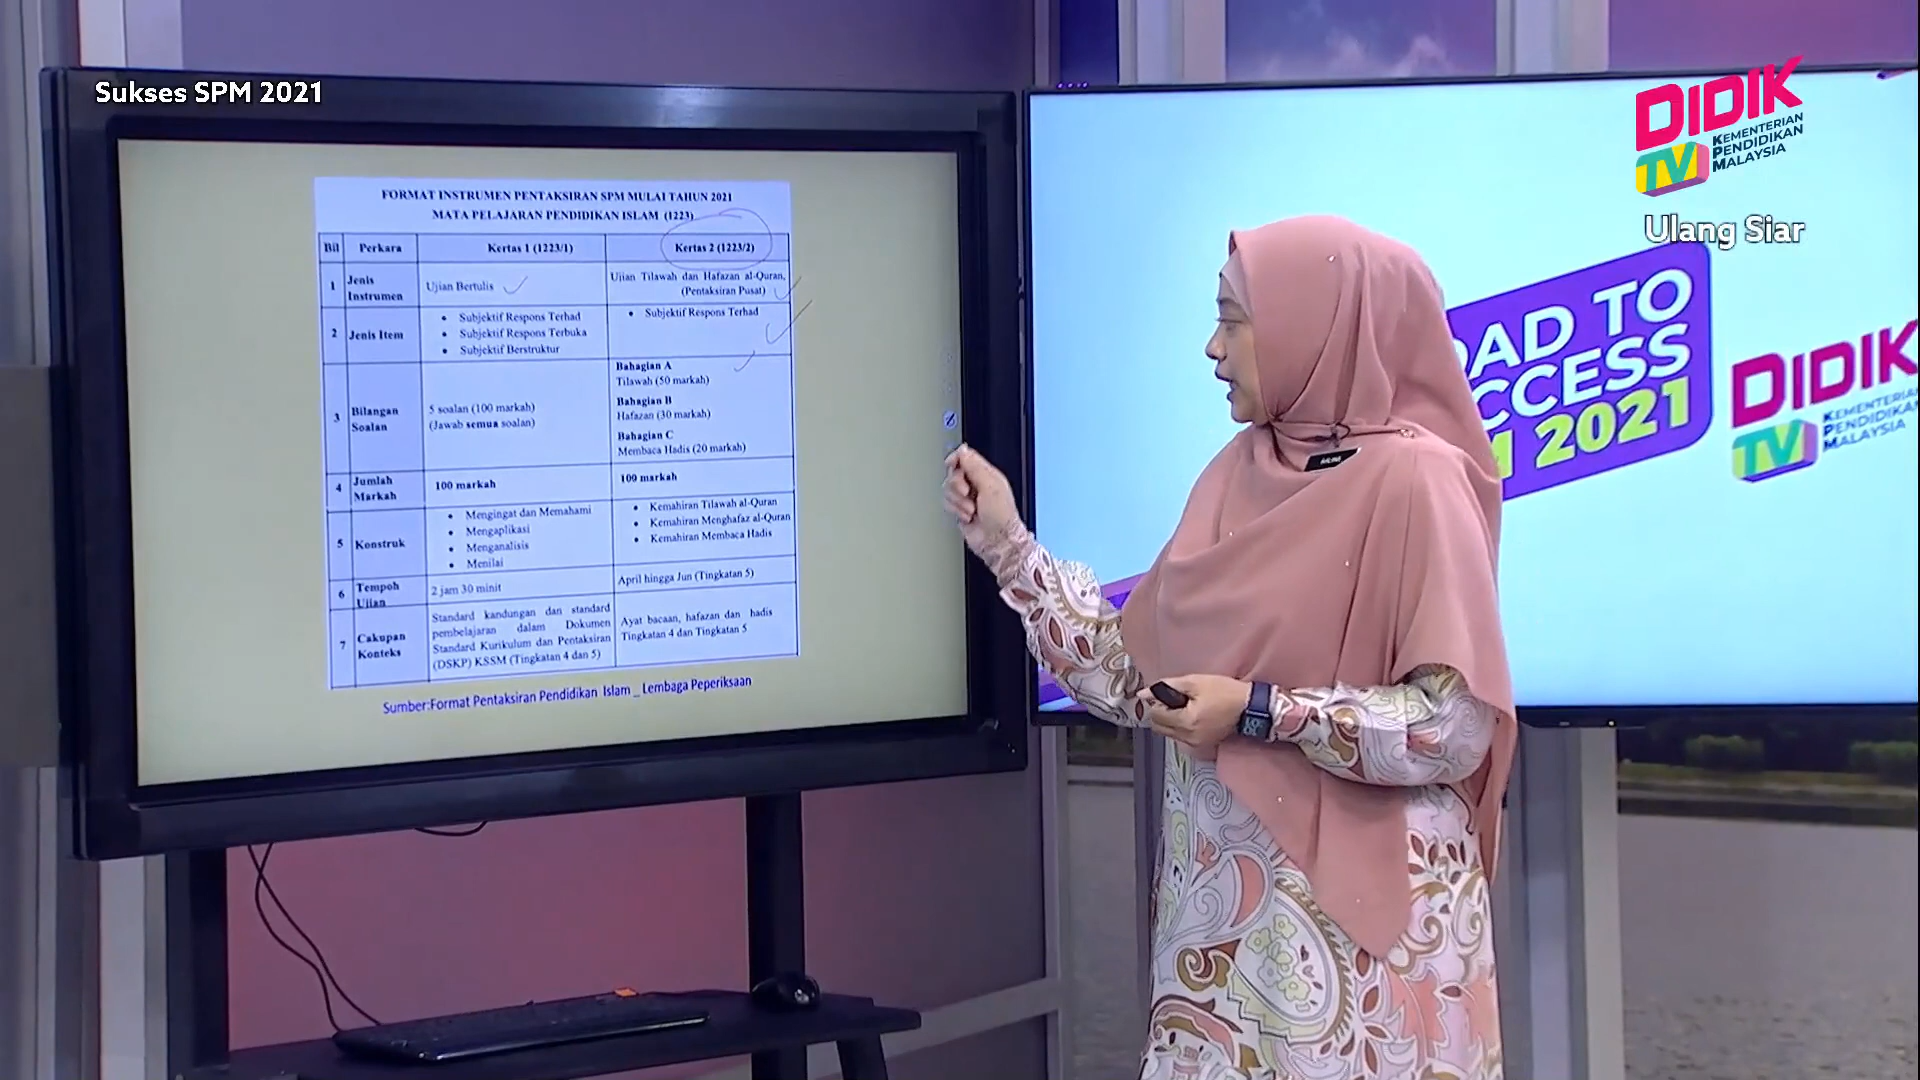 Sukses SPM 2021
DIDIK
TV
KEMENTERIAN
PENDIDIKAN
MALAYSIA
Ulang Siar
FORMAT INSTRUMEN PENTAKSIRAN SPM MULAI TAHUN 2021
MATA PELAJARAN PENDIDIKAN ISLAM (1223)
Bil Perkara Kertas 1 (1223/1) Kertas 2 (1223/2)
1 Jenis Instrumen
Ujian Bertulis
Ujian Tilawah dan Hafazan al-Quran,
(Pentaksiran Pusat)
2 Jenis Item
• Subjektif Respons Terhad
• Subjektif Respons Terbuka
• Subjektif Berstruktur
• Subjektif Respons Terhad
3 Bilangan Soalan
5 soalan (100 markah)
(Jawab semua soalan)
Bahagian A
Tilawah (50 markah)
Bahagian B
Hafazan (30 markah)
Bahagian C
Membaca Hadis (20 markah)
4 Jumlah Markah
100 markah
100 markah
5 Konstruk
• Mengingat dan Memahami
• Mengaplikasi
• Menganalisis
• Menilai
• Kemahiran Tilawah al-Quran
• Kemahiran Menghafaz al-Quran
• Kemahiran Membaca Hadis
6 Tempoh Ujian
2 jam 30 minit
April hingga Jun (Tingkatan 5)
7 Cakupan Konteks
Standard kandungan dan standard
pembelajaran dalam Dokumen
Standard Kurikulum dan Pentaksiran
(DSKP) KSSM (Tingkatan 4 dan 5)
Ayat bacaan, hafazan dan hadis
Tingkatan 4 dan Tingkatan 5
Sumber:Format Pentaksiran Pendidikan Islam _ Lembaga Peperiksaan
OAD TO
CCESS
M 2021
DIDIK
TV
KEMENTERIAN
PENDIDIKAN
MALAYSIA